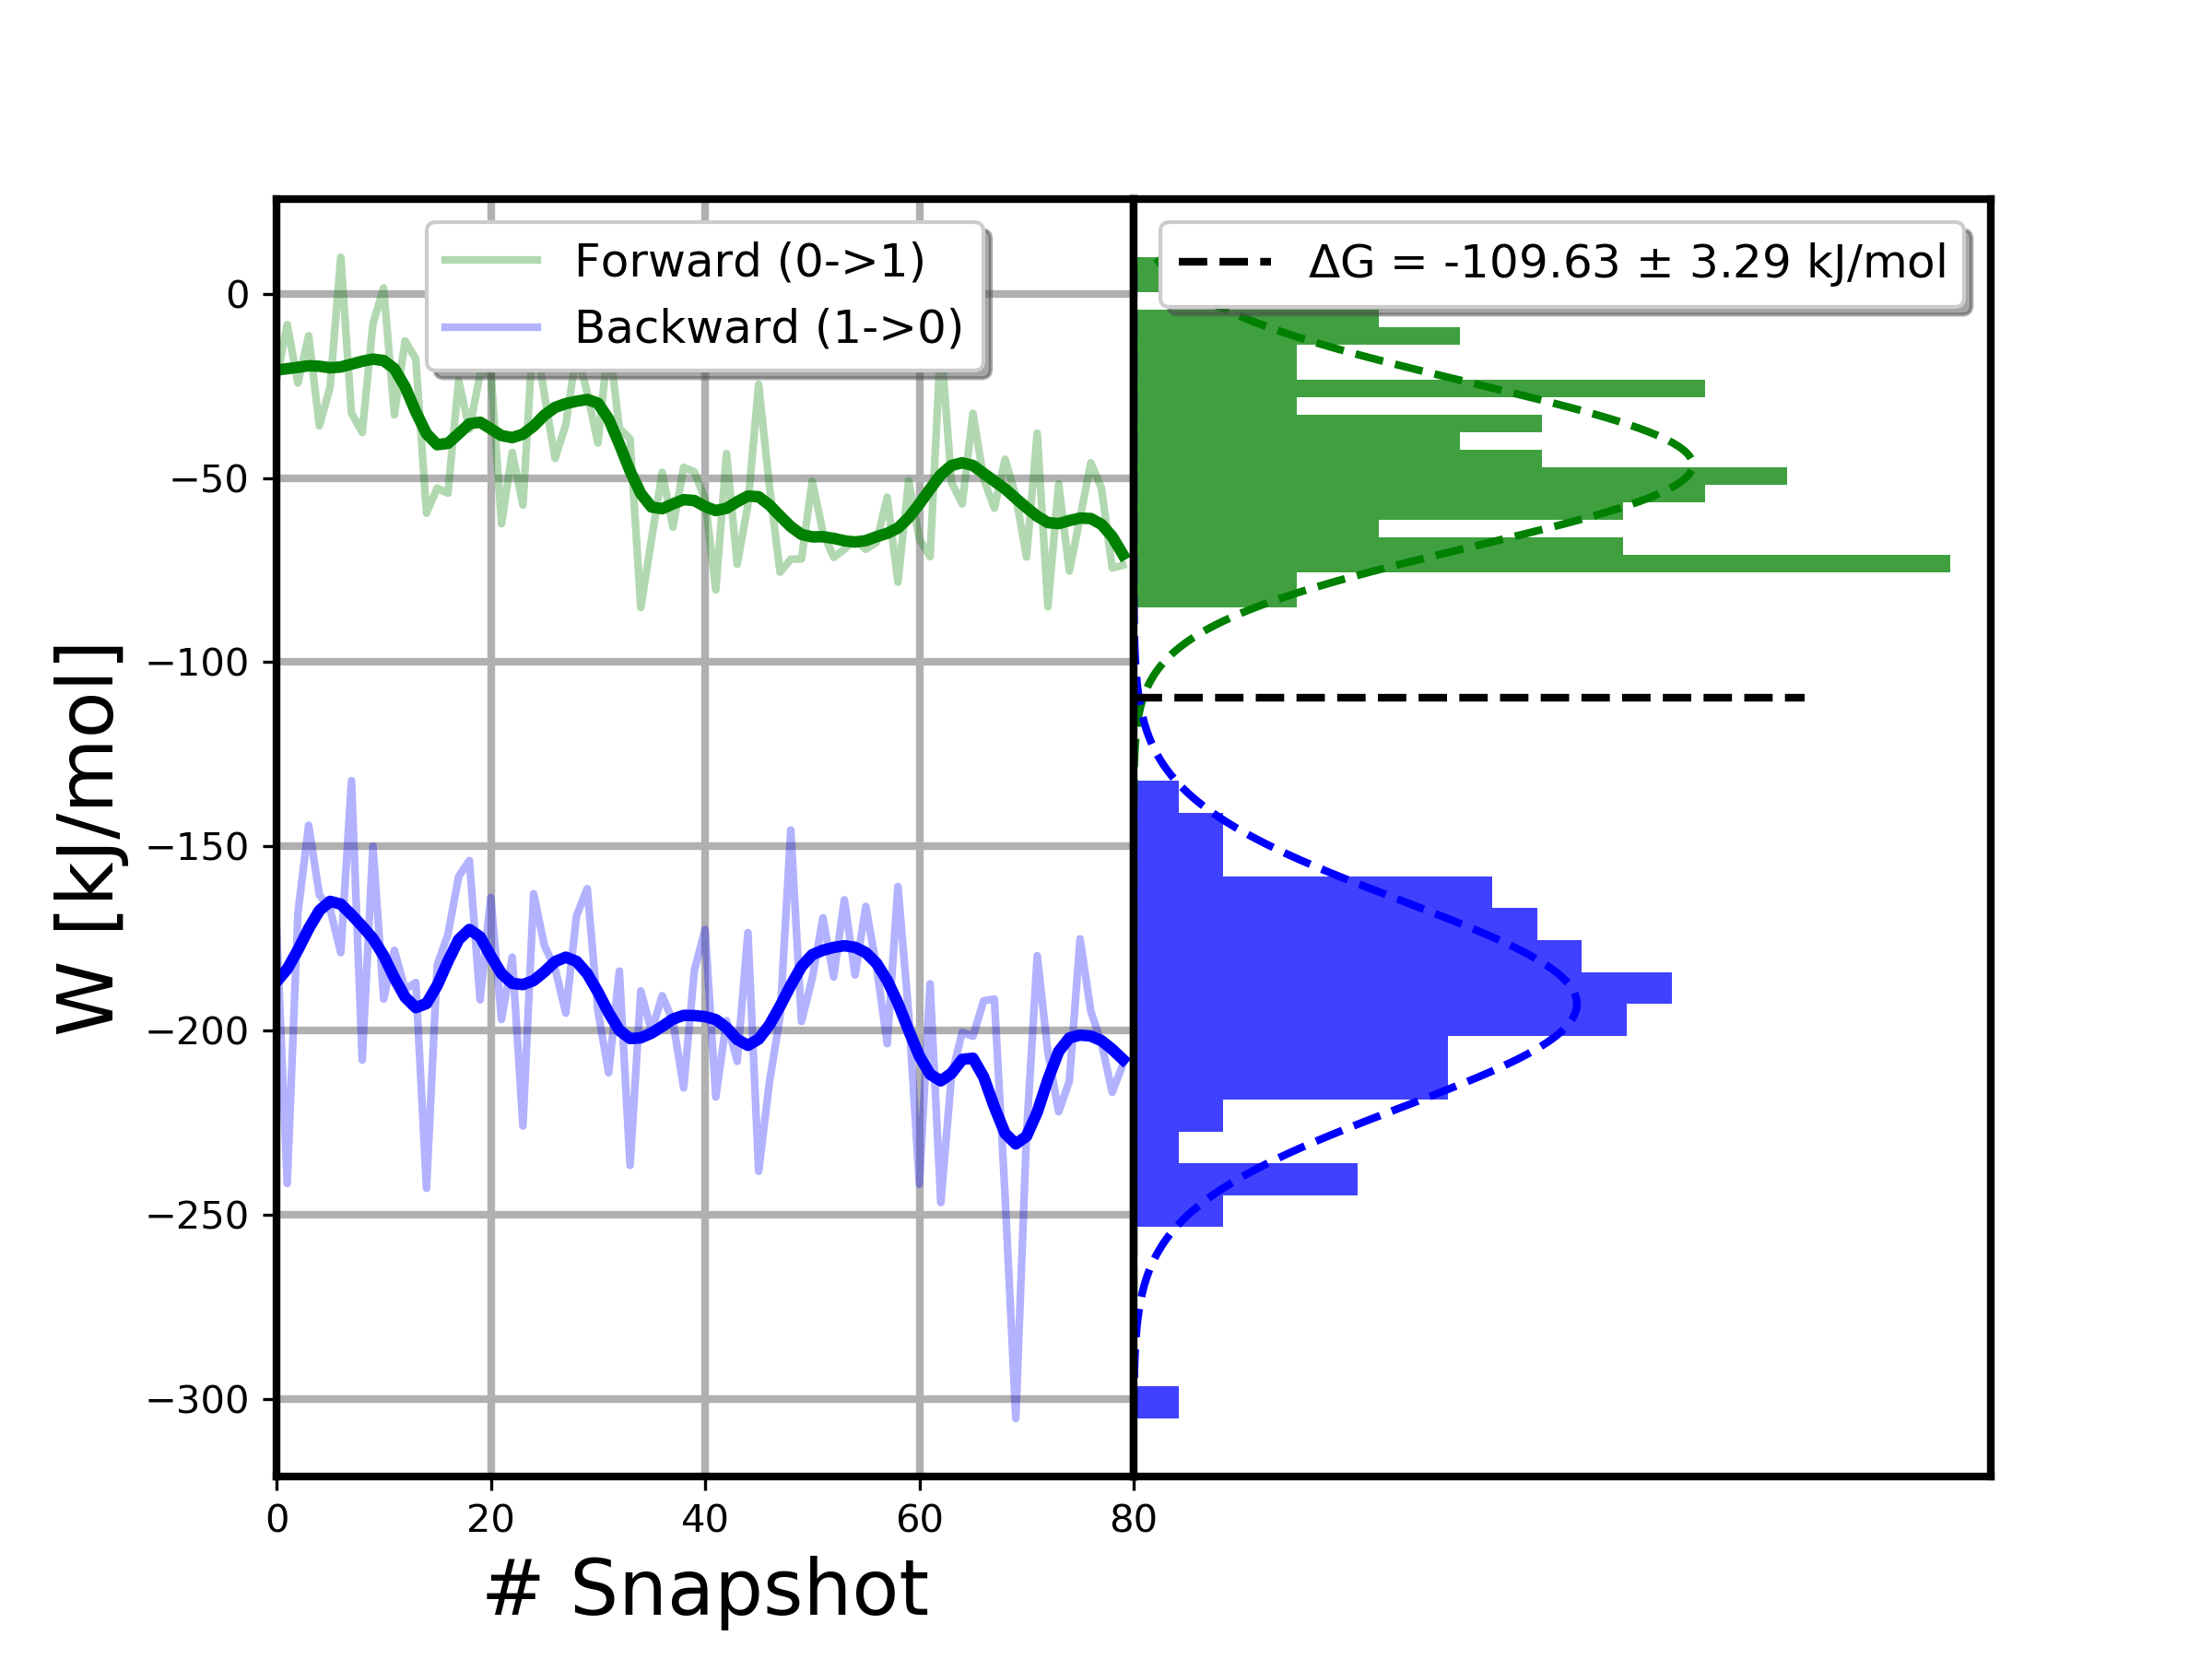 Forward (0->1)
Backward (1->0)
ΔG = -109.63 ± 3.29 kJ/mol
W [kJ/mol]
0
−50
−100
−150
−200
−250
−300
0 20 40 60 80
# Snapshot